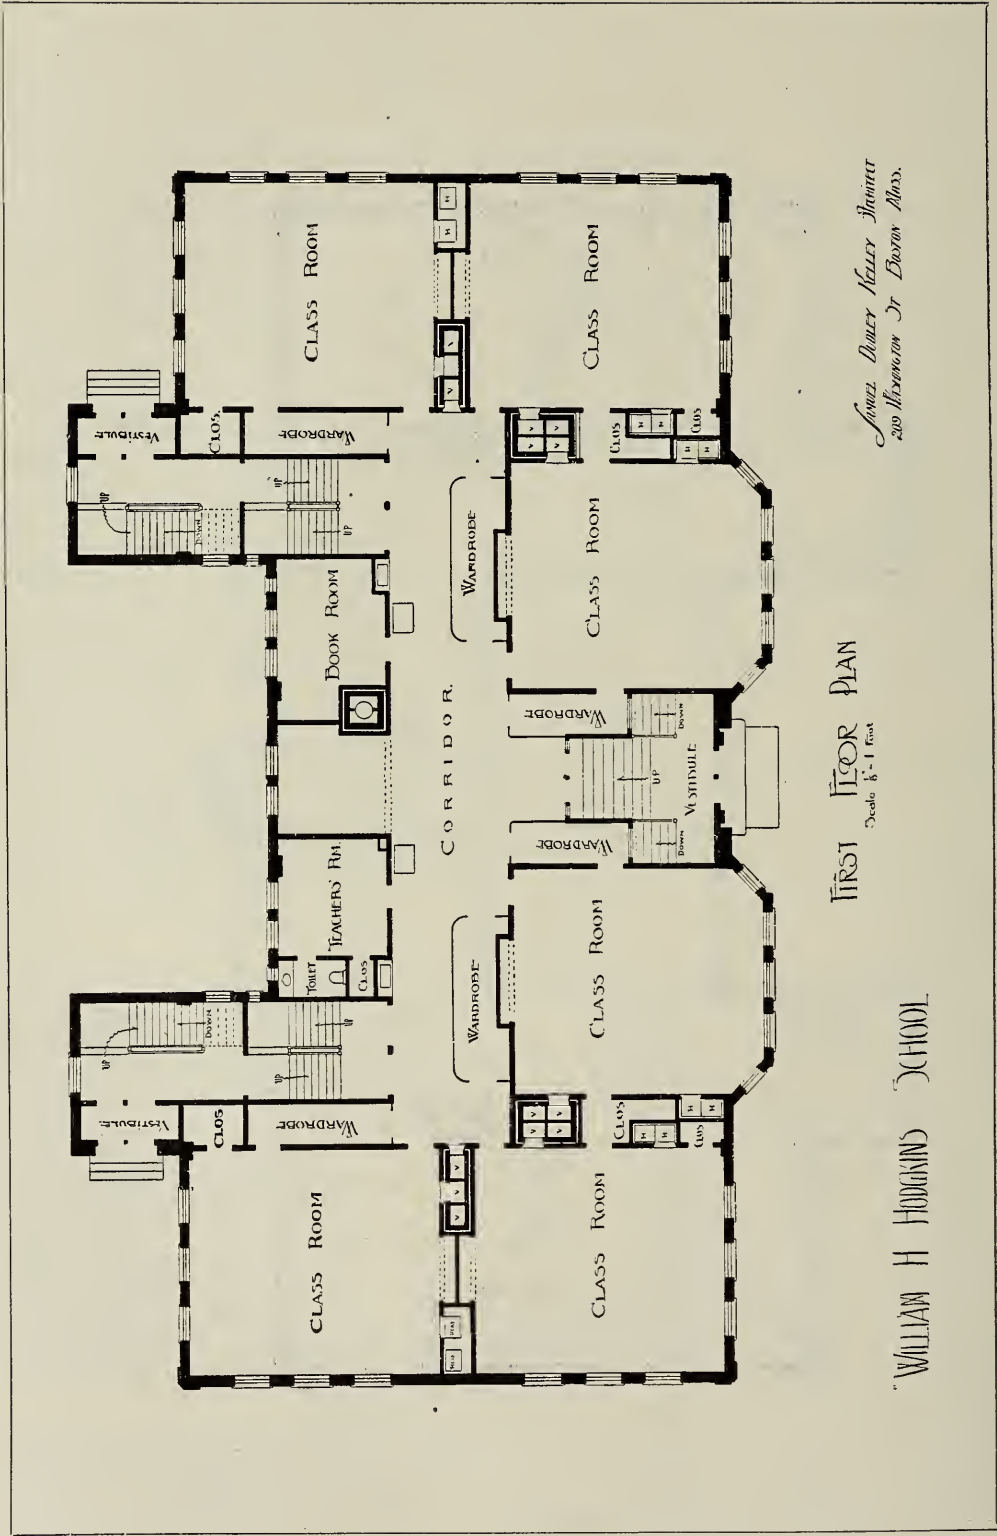 CLASS ROOM
CLASS ROOM
H
H
V
V
CLOS.
WARDROBE
VESTIBULE
UP
DOWN
UP
UP
V
V
V
V
CLOS
H
H
H
H
CLOS
WARDROBE
CLASS ROOM
BOOK ROOM
CORRIDOR.
WARDROBE
DOWN
UP
VESTIBULE
DOWN
WARDROBE
TEACHERS' RM.
TOILET
CLOS
WARDROBE
CLASS ROOM
UP
DOWN
UP
UP
VESTIBULE
CLOS
WARDROBE
V
V
V
V
CLOS
H
H
H
H
CLOS
V
V
V
CLASS ROOM
CLASS ROOM
HEAT
FIRST FLOOR PLAN
Scale ⅛"=1 Foot
WILLIAM H HODGKINS SCHOOL
SAMUEL DUDLEY KELLEY ARCHITECT
209 WASHINGTON ST BOSTON MASS.